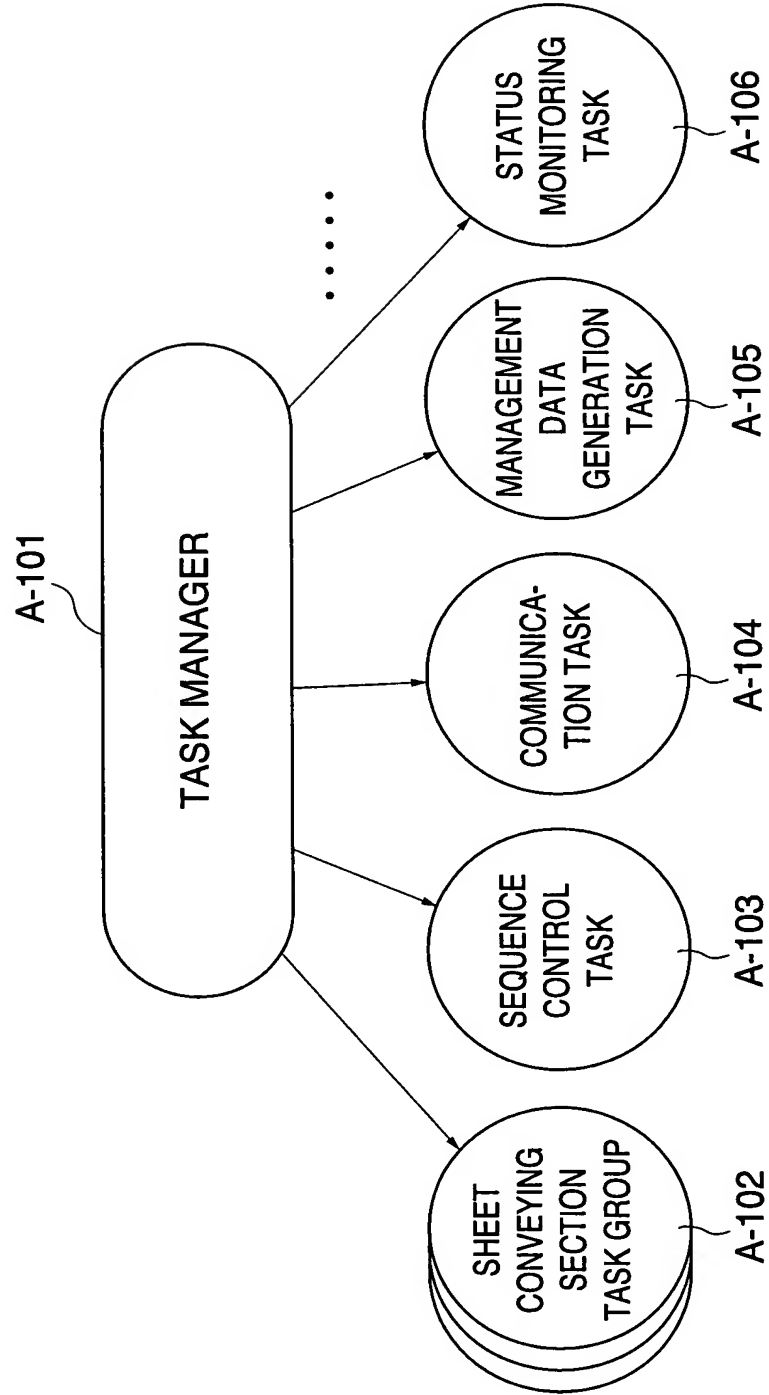 A-101
TASK MANAGER
.....
SHEET
CONVEYING
SECTION
TASK GROUP
A-102
SEQUENCE
CONTROL
TASK
A-103
COMMUNICA-
TION TASK
A-104
MANAGEMENT
DATA
GENERATION
TASK
A-105
STATUS
MONITORING
TASK
A-106